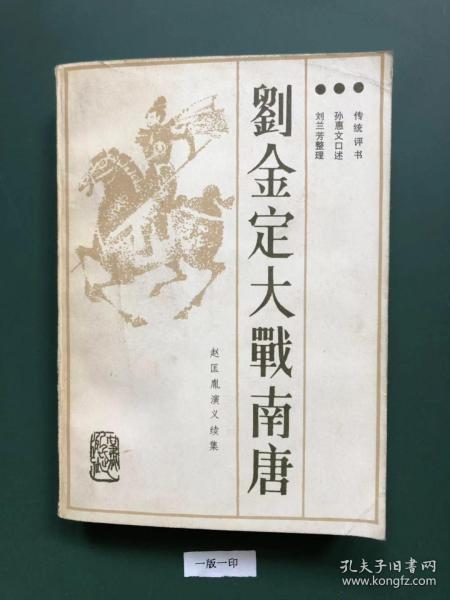 传统评书
孙惠文口述
刘兰芳整理
劉金定大戰南唐
赵匡胤演义续集
一版一印
孔夫子旧书网
www.kongfz.com